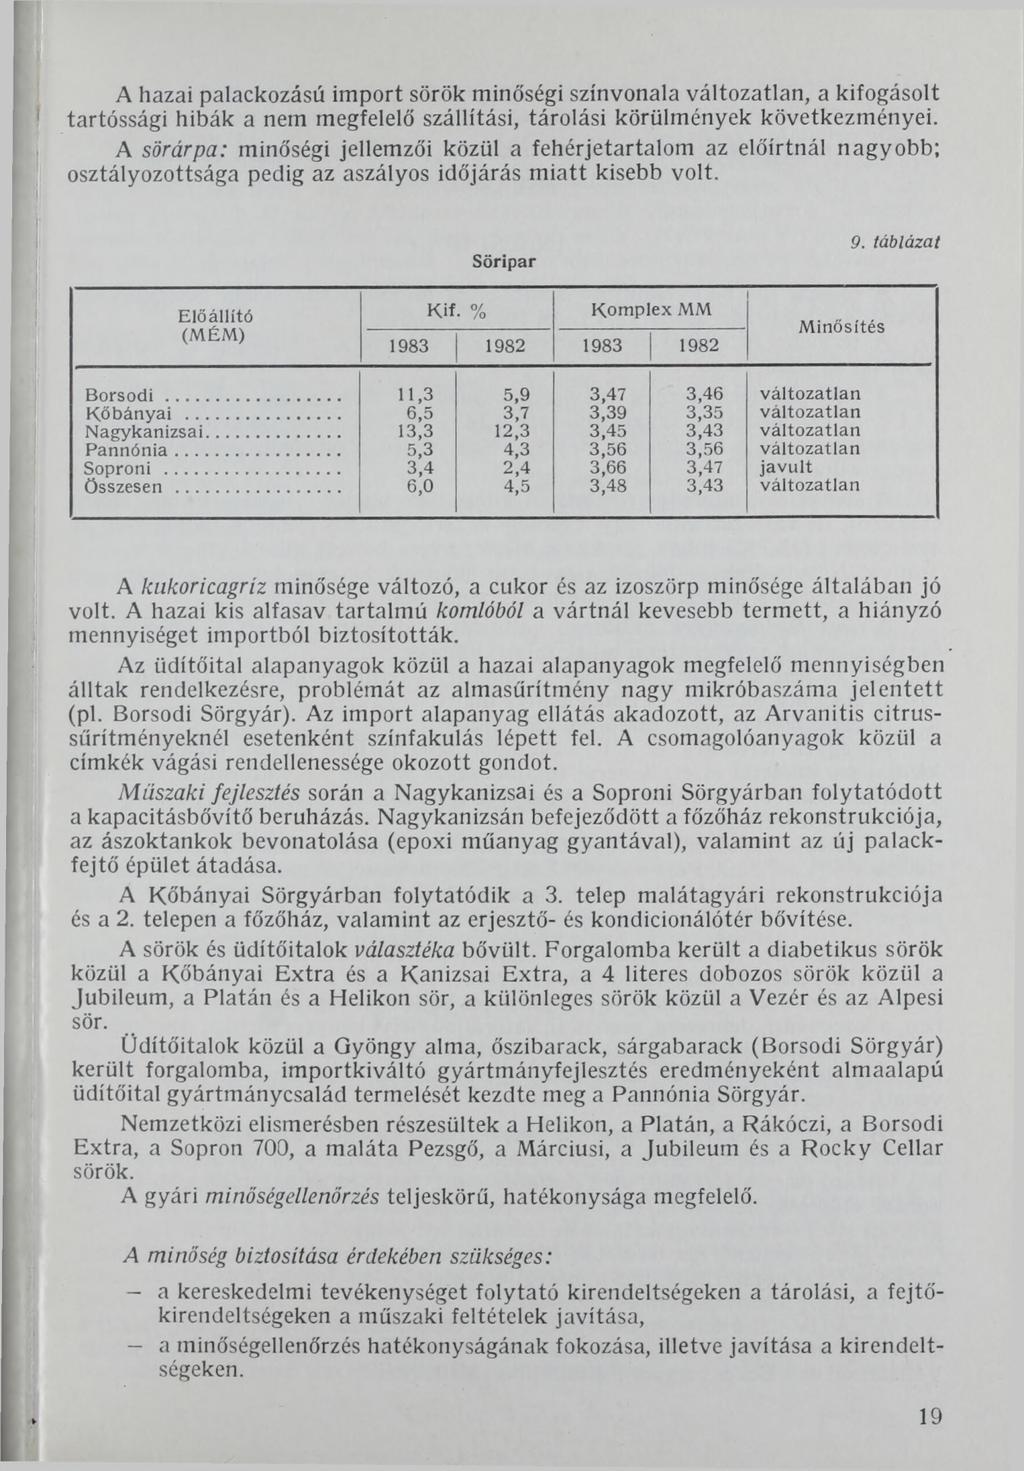 A hazai palackozású import sörök minőségi színvonala változatlan, a kifogásolt
tartóssági hibák a nem megfelelő szállítási, tárolási körülmények következményei.
A sörárpa: minőségi jellemzői közül a fehérjetartalom az előírtnál nagyobb;
osztályozottsága pedig az aszályos időjárás miatt kisebb volt.
9. táblázat
Söripar
Előállító (MÉM) Kif. % Komplex MM Minősítés
1983 1982 1983 1982
Borsodi .................. 11,3 5,9 3,47 3,46 változatlan
Kőbányai ................ 6,5 3,7 3,39 3,35 változatlan
Nagykanizsai.............. 13,3 12,3 3,45 3,43 változatlan
Pannónia................. 5,3 4,3 3,56 3,56 változatlan
Soproni .................. 3,4 2,4 3,66 3,47 javult
Összesen ................. 6,0 4,5 3,48 3,43 változatlan
A kukoricagríz minősége változó, a cukor és az izoszörp minősége általában jó
volt. A hazai kis alfasav tartalmú komlóból a vártnál kevesebb termett, a hiányzó
mennyiséget importból biztosították.
Az üdítőital alapanyagok közül a hazai alapanyagok megfelelő mennyiségben
álltak rendelkezésre, problémát az almasűrítmény nagy mikróbaszáma jelentett
(pl. Borsodi Sörgyár). Az import alapanyag ellátás akadozott, az Arvanitis citrus-
sűrítményeknél esetenként színfakulás lépett fel. A csomagolóanyagok közül a
címkék vágási rendellenessége okozott gondot.
Műszaki fejlesztés során a Nagykanizsai és a Soproni Sörgyárban folytatódott
a kapacitásbővítő beruházás. Nagykanizsán befejeződött a főzőház rekonstrukciója,
az ászoktankok bevonatolása (epoxi műanyag gyantával), valamint az új palack-
fejtő épület átadása.
A Kőbányai Sörgyárban folytatódik a 3. telep malátagyári rekonstrukciója
és a 2. telepen a főzőház, valamint az erjesztő- és kondicionálótér bővítése.
A sörök és üdítőitalok választéka bővült. Forgalomba került a diabetikus sörök
közül a Kőbányai Extra és a Kanizsai Extra, a 4 literes dobozos sörök közül a
Jubileum, a Platán és a Helikon sör, a különleges sörök közül a Vezér és az Alpesi
sör.
Üdítőitalok közül a Gyöngy alma, őszibarack, sárgabarack (Borsodi Sörgyár)
került forgalomba, importkiváltó gyártmányfejlesztés eredményeként almaalapú
üdítőital gyártmánycsalád termelését kezdte meg a Pannónia Sörgyár.
Nemzetközi elismerésben részesültek a Helikon, a Platán, a Rákóczi, a Borsodi
Extra, a Sopron 700, a maláta Pezsgő, a Márciusi, a Jubileum és a Rocky Cellar
sörök.
A gyári minőségellenőrzés teljeskörű, hatékonysága megfelelő.
A minőség biztosítása érdekében szükséges:
— a kereskedelmi tevékenységet folytató kirendeltségeken a tárolási, a fejtő-
kirendeltségeken a műszaki feltételek javítása,
— a minőségellenőrzés hatékonyságának fokozása, illetve javítása a kirendelt-
ségeken.
19